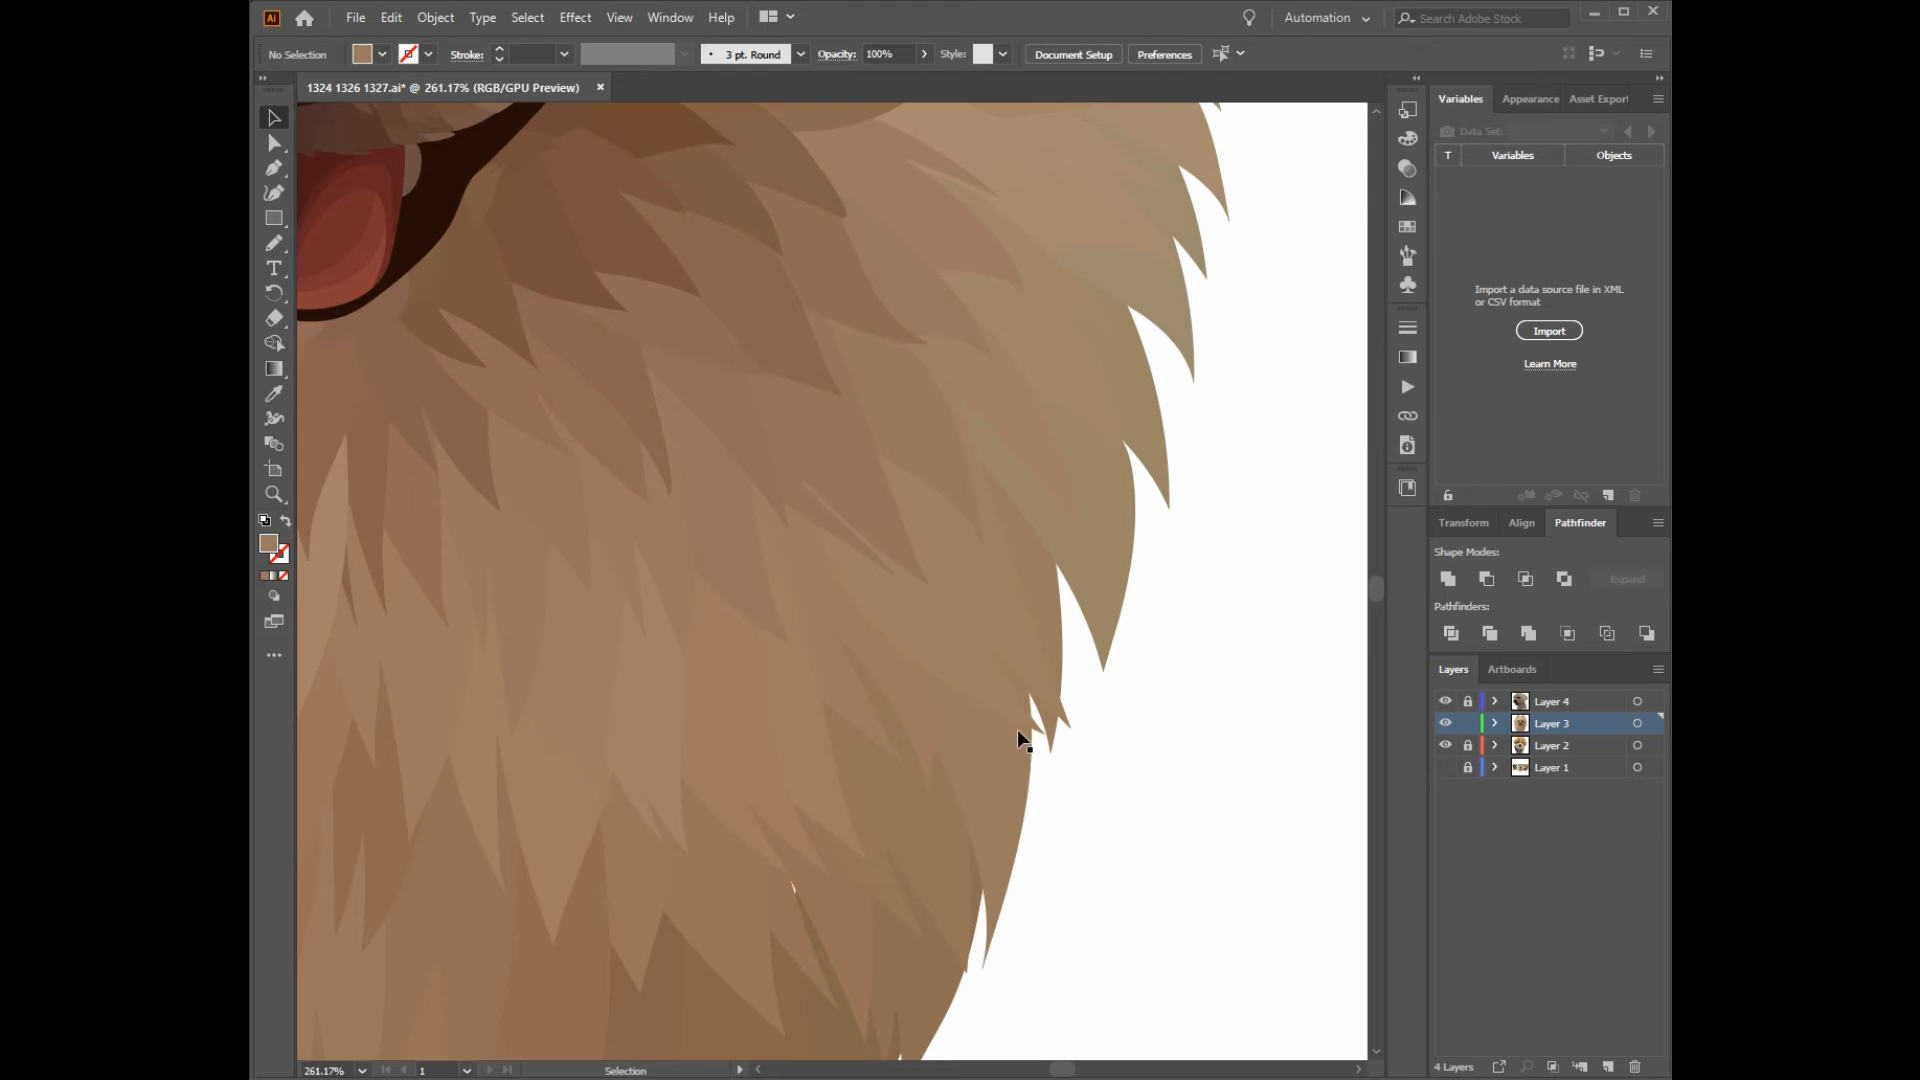 Ai File Edit Object Type Select Effect View Window Help Automation Search Adobe Stock
No Selection Stroke: 3 pt. Round Opacity: 100% Style: Document Setup Preferences
1324 1326 1327.ai* @ 261.17% (RGB/GPU Preview)
Variables Appearance Asset Export
Data Set:
T Variables Objects
Import a data source file in XML
or CSV format
Import
Learn More
Transform Align Pathfinder
Shape Modes:
Expand
Pathfinders:
Layers Artboards
Layer 4
Layer 3
Layer 2
Layer 1
261.17% 1 Selection 4 Layers